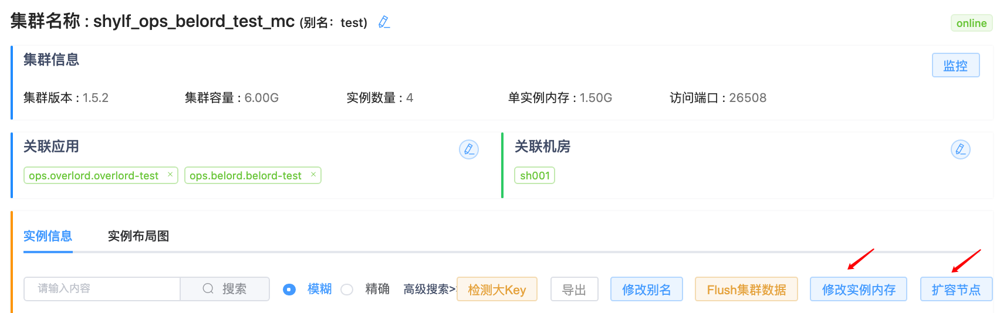 集群名称 : shylf_ops_belord_test_mc (别名：test)
online
集群信息
监控
集群版本 : 1.5.2 集群容量 : 6.00G 实例数量 : 4 单实例内存 : 1.50G 访问端口 : 26508
关联应用
ops.overlord.overlord-test × ops.belord.belord-test ×
关联机房
sh001
实例信息 实例布局图
请输入内容 搜索 模糊 精确 高级搜索> 检测大Key 导出 修改别名 Flush集群数据 修改实例内存 扩容节点